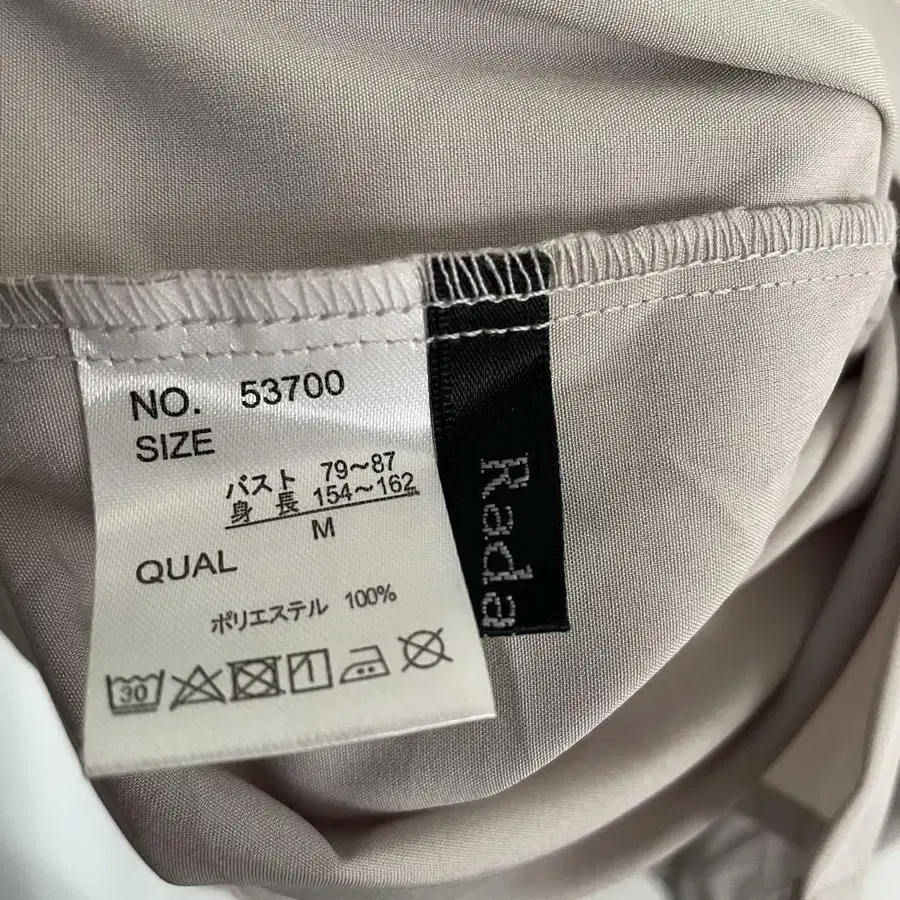 NO. 53700
SIZE
バスト 79~87
身長 154~162
M
QUAL
ポリエステル 100%
30
Rada